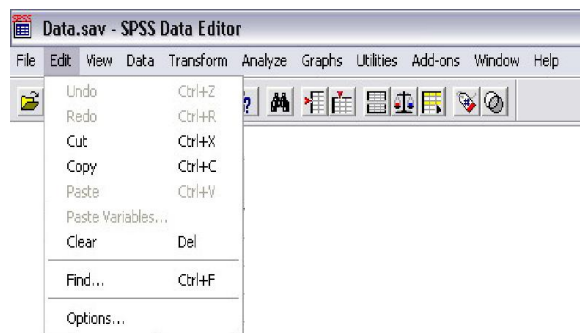 SPSS
Data.sav - SPSS Data Editor
File Edit View Data Transform Analyze Graphs Utilities Add-ons Window Help
Undo Ctrl+Z
Redo Ctrl+R
Cut Ctrl+X
Copy Ctrl+C
Paste Ctrl+V
Paste Variables...
Clear Del
Find... Ctrl+F
Options...